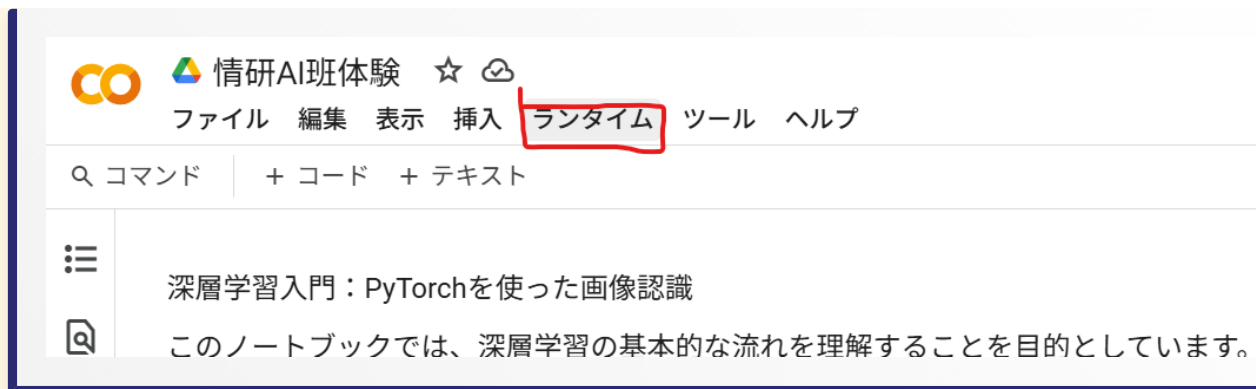 情研AI班体験
ファイル 編集 表示 挿入 ランタイム ツール ヘルプ
コマンド + コード + テキスト
深層学習入門：PyTorchを使った画像認識
このノートブックでは、深層学習の基本的な流れを理解することを目的としています。